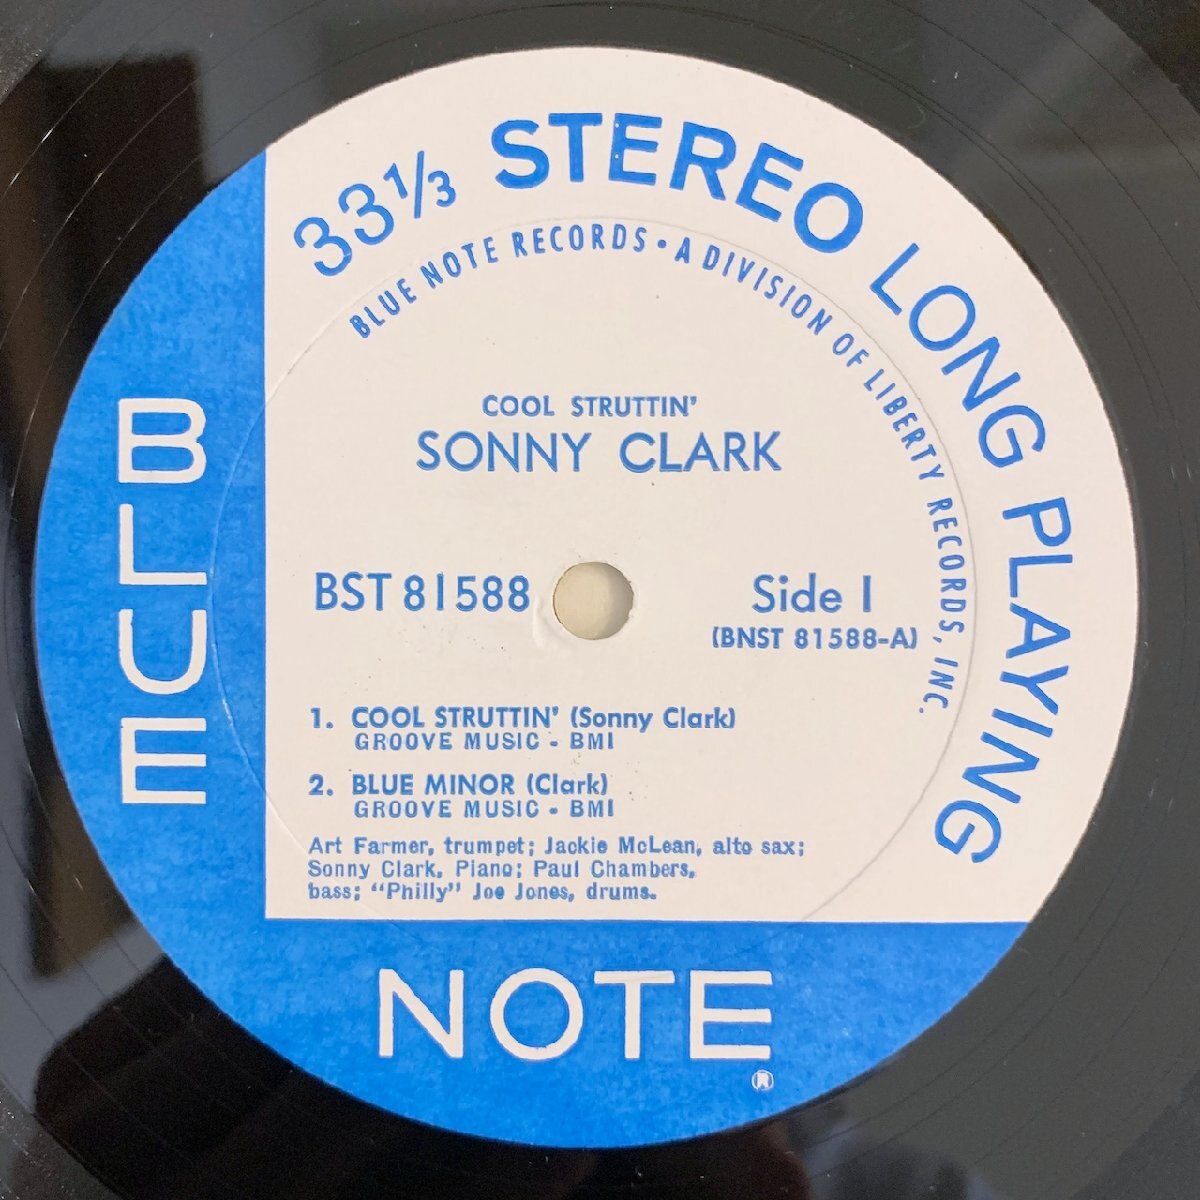 33⅓ STEREO LONG PLAYING
BLUE NOTE RECORDS • A DIVISION OF LIBERTY RECORDS, INC.
COOL STRUTTIN'
SONNY CLARK
BST 81588
Side 1
(BNST 81588-A)
1. COOL STRUTTIN' (Sonny Clark)
GROOVE MUSIC - BMI
2. BLUE MINOR (Clark)
GROOVE MUSIC - BMI
Art Farmer, trumpet; Jackie McLean, alto sax;
Sonny Clark, Piano; Paul Chambers,
bass; "Philly" Joe Jones, drums.
BLUE
NOTE
®